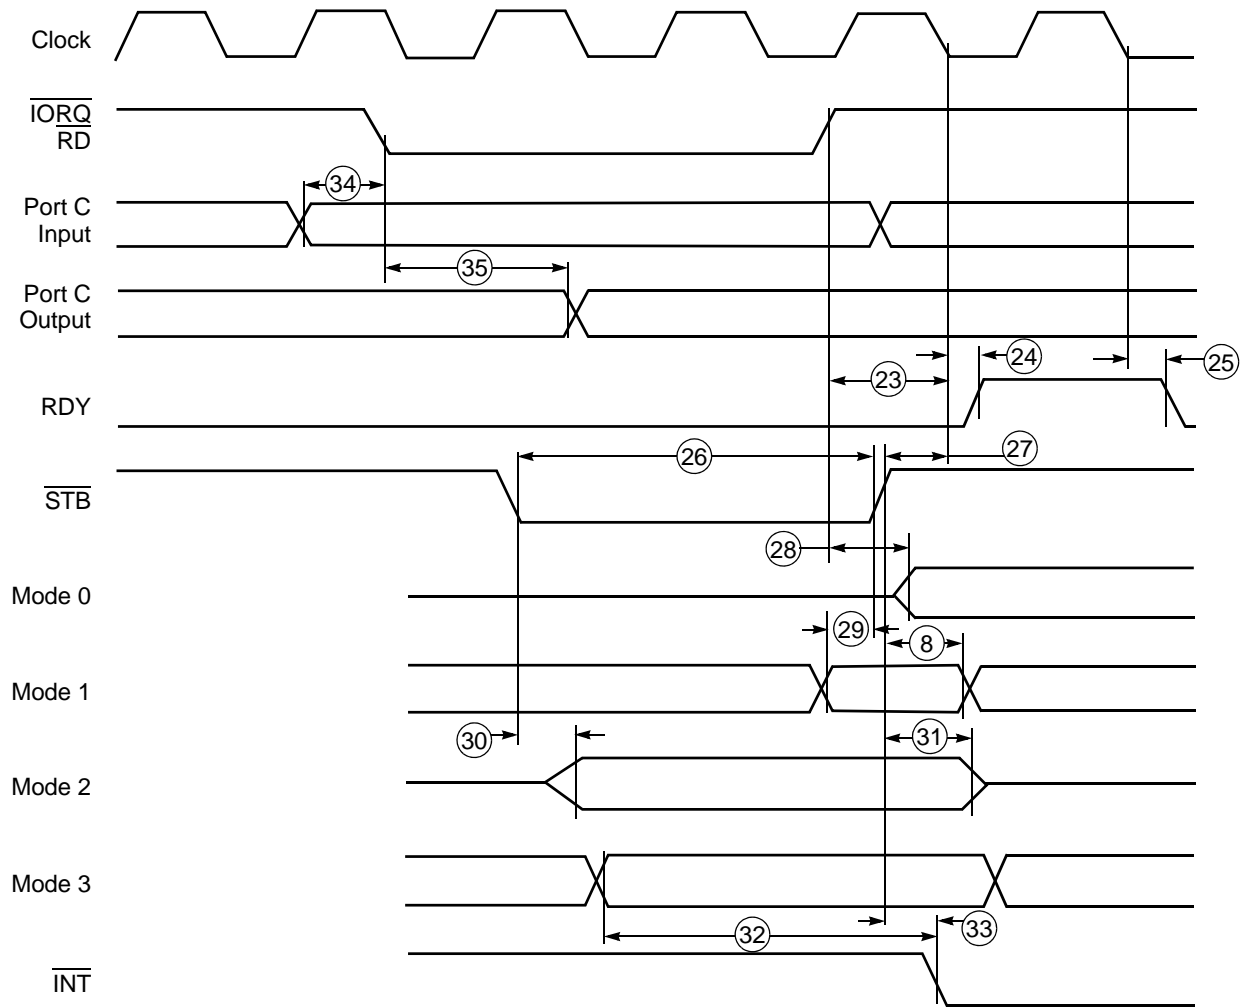 Clock
IORQ
RD
34
Port C
Input
35
Port C
Output
24
25
23
RDY
26
27
STB
28
Mode 0
29
8
Mode 1
30
31
Mode 2
Mode 3
32
33
INT